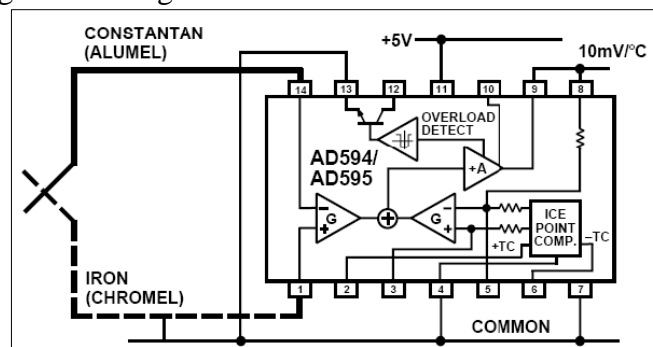 CONSTANTAN
(ALUMEL)
+5V
10mV/°C
14 13 12 11 10 9 8
OVERLOAD
DETECT
AD594/
AD595
+A
G
G
ICE
POINT
COMP.
+TC
–TC
IRON
(CHROMEL)
1 2 3 4 5 6 7
COMMON